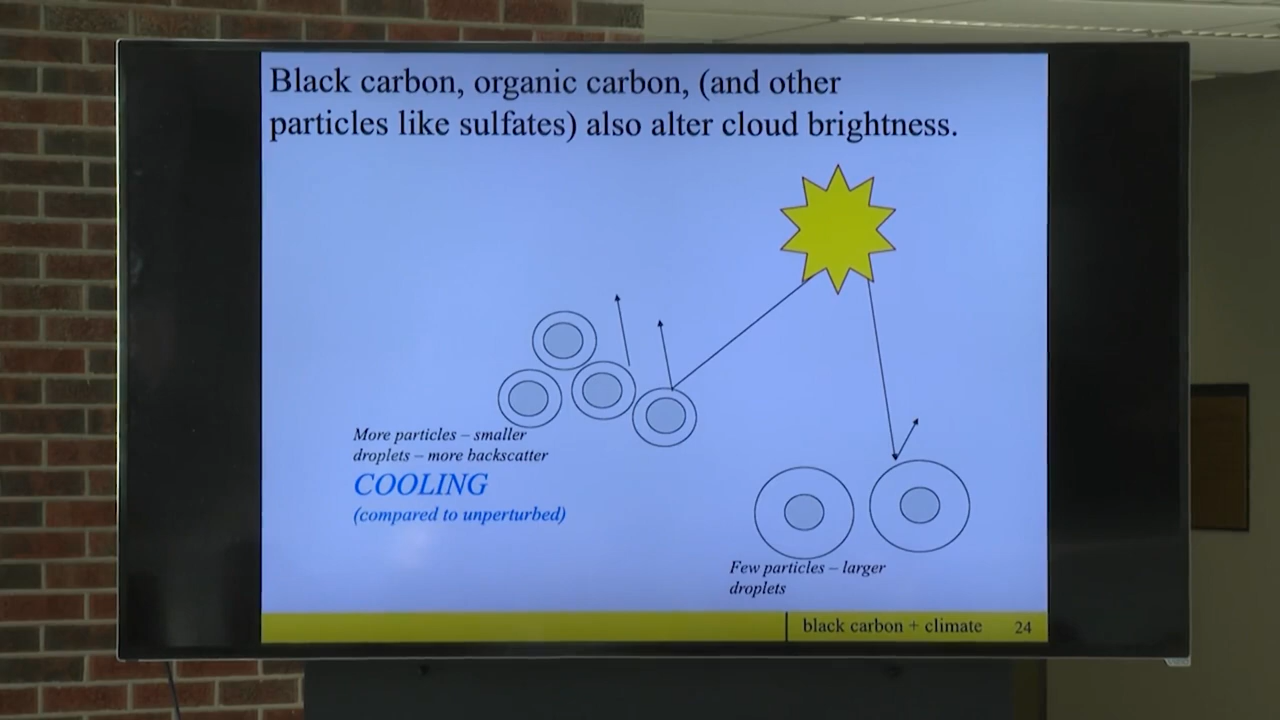 Black carbon, organic carbon, (and other
particles like sulfates) also alter cloud brightness.
More particles – smaller
droplets – more backscatter
COOLING
(compared to unperturbed)
Few particles – larger
droplets
black carbon + climate 24